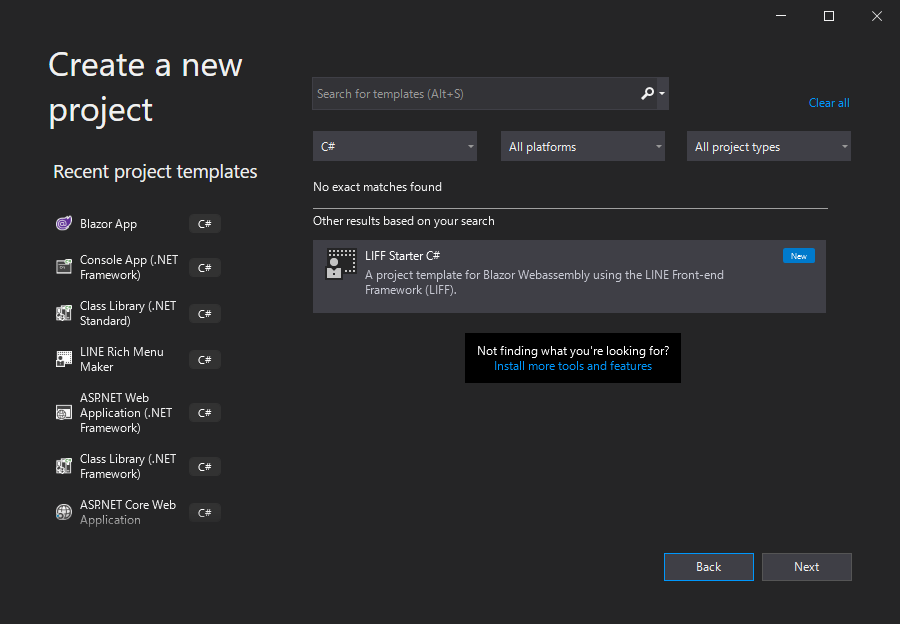 Create a new
project
Recent project templates
Blazor App
C#
Console App (.NET
Framework)
C#
Class Library (.NET
Standard)
C#
LINE Rich Menu
Maker
C#
ASP.NET Web
Application (.NET
Framework)
C#
Class Library (.NET
Framework)
C#
ASP.NET Core Web
Application
C#
Search for templates (Alt+S)
Clear all
C#
All platforms
All project types
No exact matches found
Other results based on your search
LIFF Starter C#
New
A project template for Blazor Webassembly using the LINE Front-end
Framework (LIFF).
Not finding what you're looking for?
Install more tools and features
Back
Next